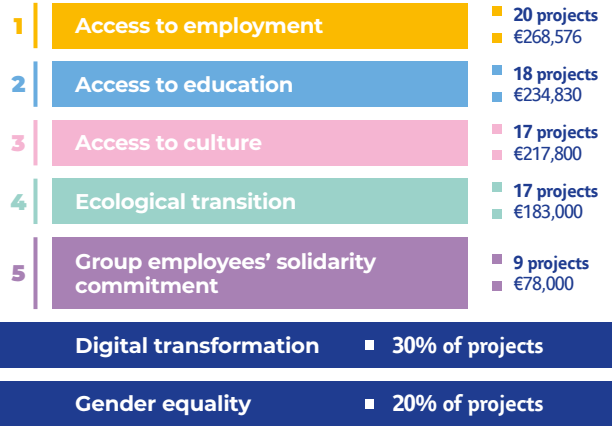 1
Access to employment
20 projects
€268,576
2
Access to education
18 projects
€234,830
3
Access to culture
17 projects
€217,800
4
Ecological transition
17 projects
€183,000
5
Group employees’ solidarity
commitment
9 projects
€78,000
Digital transformation 30% of projects
Gender equality 20% of projects